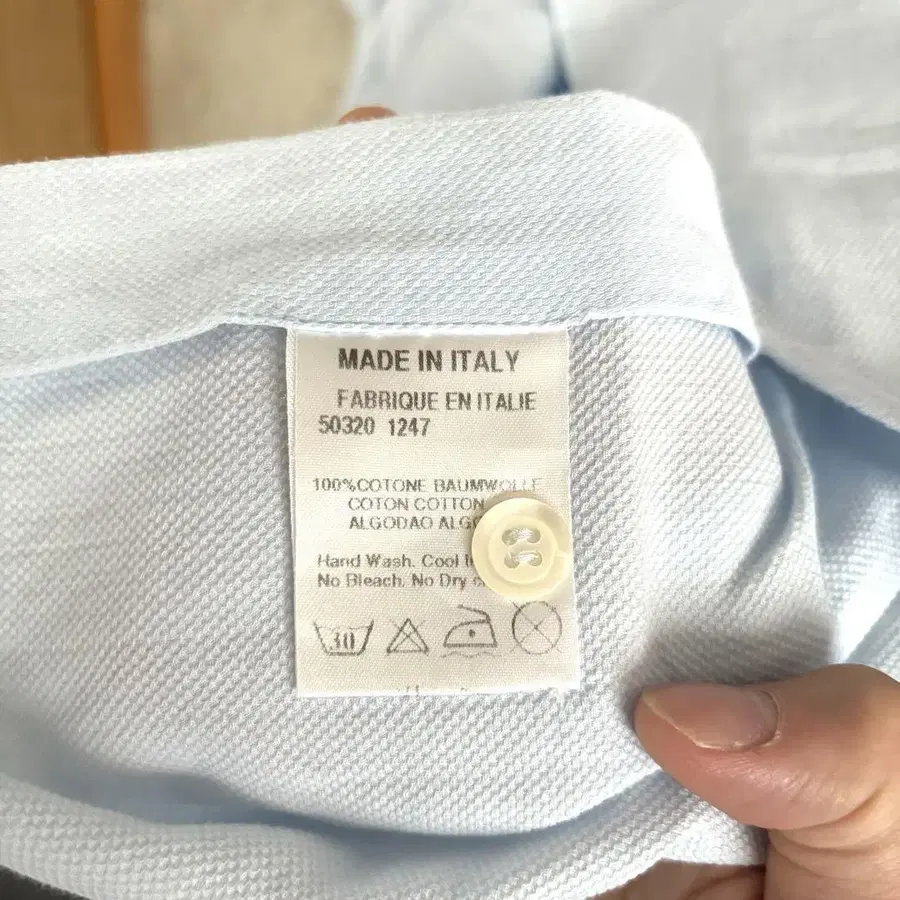 MADE IN ITALY
FABRIQUE EN ITALIE
50320 1247
100%COTONE BAUMWOLLE
COTON COTTON
ALGODAO
Hand Wash. Cool
No Bleach. No Dry
30